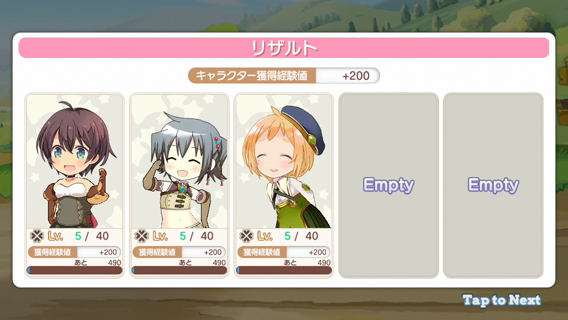 リザルト
キャラクター獲得経験値 +200
Lv. 5 / 40
獲得経験値 +200
あと 490
Lv. 5 / 40
獲得経験値 +200
あと 490
Lv. 5 / 40
獲得経験値 +200
あと 490
Empty
Empty
Tap to Next